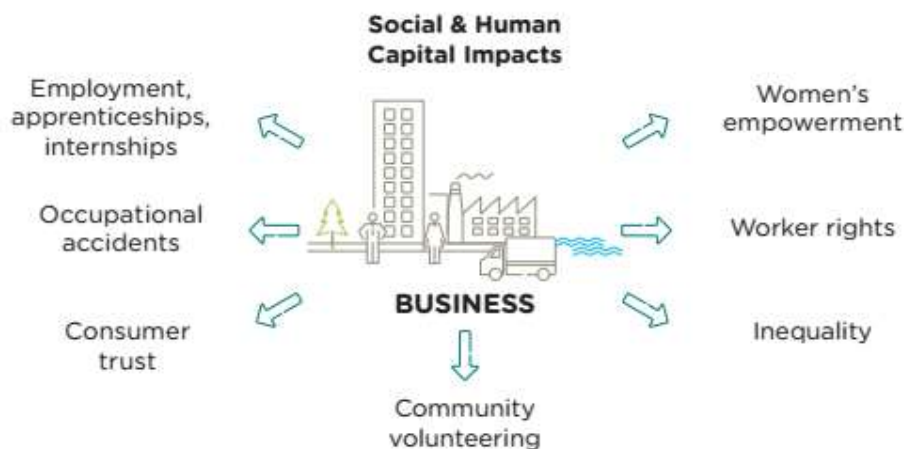 Social & Human
Capital Impacts
Employment,
apprenticeships,
internships
Women's
empowerment
Occupational
accidents
Worker rights
BUSINESS
Consumer
trust
Inequality
Community
volunteering